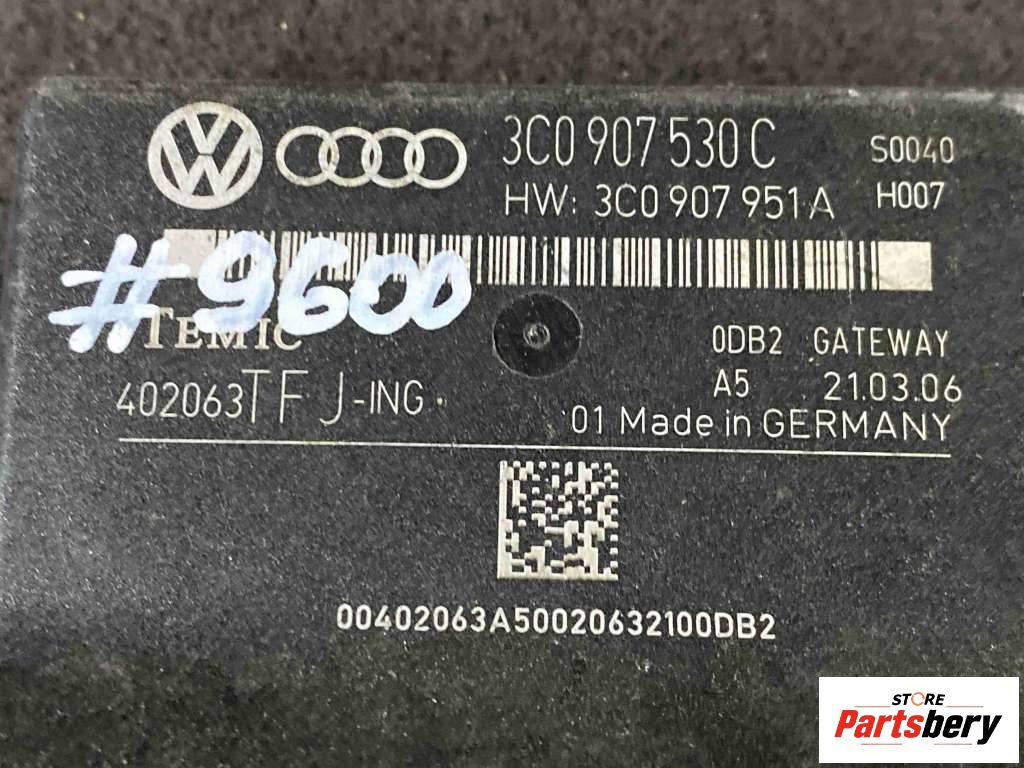 3C0 907 530 C S0040
HW: 3C0 907 951 A H007
#9600
TEMIC 0DB2 GATEWAY
A5 21.03.06
402063TF J-ING. 01 Made in GERMANY
00402063A50020632100DB2
STORE
Partsbery